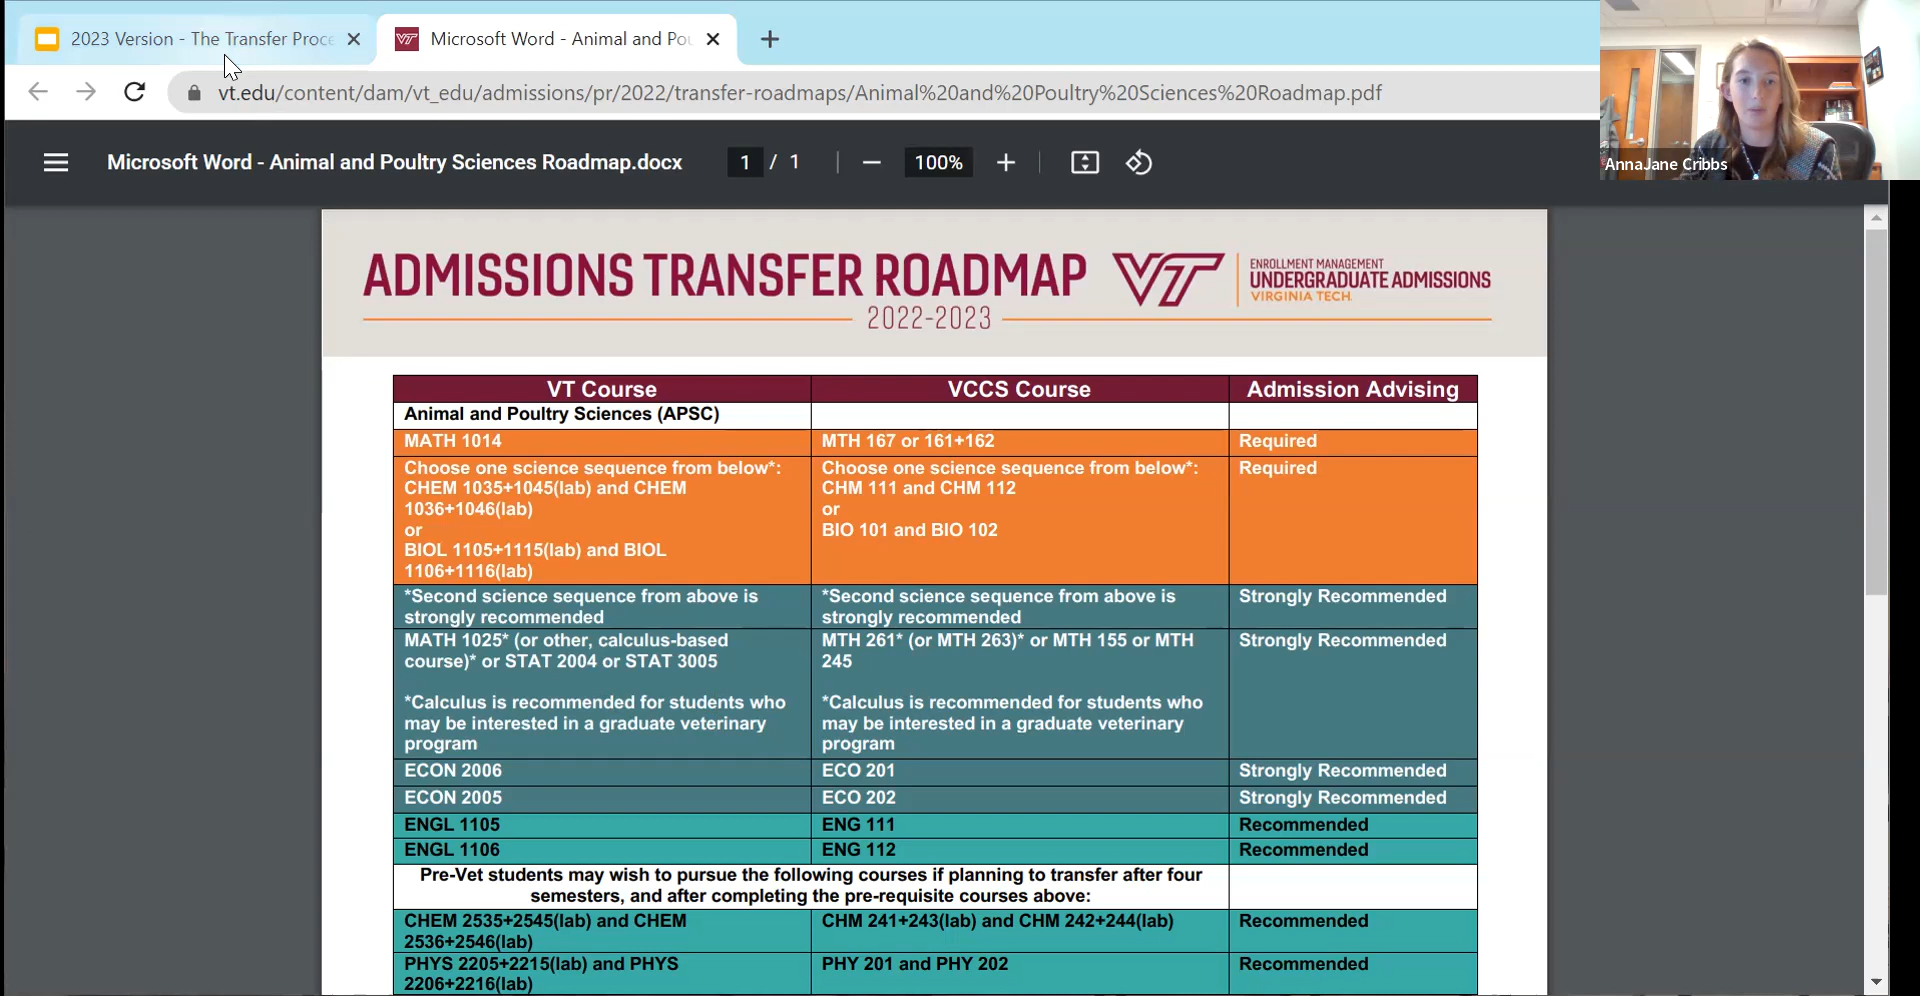 2023 Version - The Transfer Proce
Microsoft Word - Animal and Pou
vt.edu/content/dam/vt_edu/admissions/pr/2022/transfer-roadmaps/Animal%20and%20Poultry%20Sciences%20Roadmap.pdf
AnnaJane Cribbs
Microsoft Word - Animal and Poultry Sciences Roadmap.docx
1 / 1
100%
ADMISSIONS TRANSFER ROADMAP
2022-2023
VT
ENROLLMENT MANAGEMENT
UNDERGRADUATE ADMISSIONS
VIRGINIA TECH.
VT Course VCCS Course Admission Advising
Animal and Poultry Sciences (APSC)
MATH 1014 MTH 167 or 161+162 Required
Choose one science sequence from below*: Choose one science sequence from below*: Required
CHEM 1035+1045(lab) and CHEM CHM 111 and CHM 112
1036+1046(lab) or
or BIO 101 and BIO 102
BIOL 1105+1115(lab) and BIOL
1106+1116(lab)
*Second science sequence from above is *Second science sequence from above is Strongly Recommended
strongly recommended strongly recommended
MATH 1025* (or other, calculus-based MTH 261* (or MTH 263)* or MTH 155 or MTH Strongly Recommended
course)* or STAT 2004 or STAT 3005 245
*Calculus is recommended for students who *Calculus is recommended for students who
may be interested in a graduate veterinary may be interested in a graduate veterinary
program program
ECON 2006 ECO 201 Strongly Recommended
ECON 2005 ECO 202 Strongly Recommended
ENGL 1105 ENG 111 Recommended
ENGL 1106 ENG 112 Recommended
Pre-Vet students may wish to pursue the following courses if planning to transfer after four
semesters, and after completing the pre-requisite courses above:
CHEM 2535+2545(lab) and CHEM CHM 241+243(lab) and CHM 242+244(lab) Recommended
2536+2546(lab)
PHYS 2205+2215(lab) and PHYS PHY 201 and PHY 202 Recommended
2206+2216(lab)